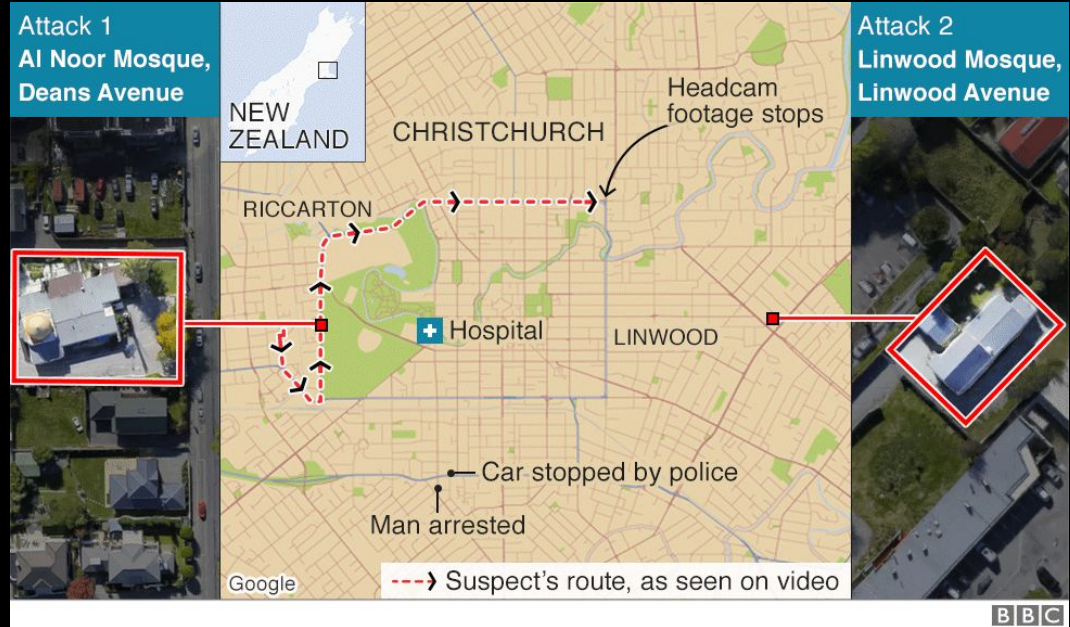 Attack 1
Al Noor Mosque,
Deans Avenue
NEW
ZEALAND
CHRISTCHURCH
Headcam
footage stops
Attack 2
Linwood Mosque,
Linwood Avenue
RICCARTON
Hospital
LINWOOD
Car stopped by police
Man arrested
Google
Suspect's route, as seen on video
BBC